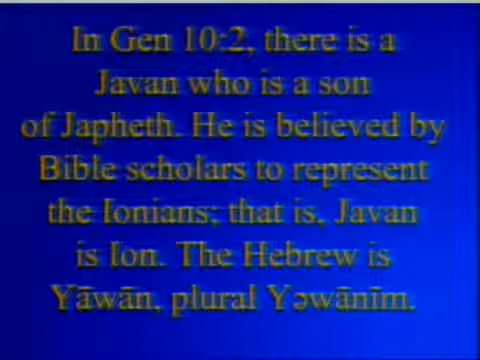 In Gen 10:2, there is a
Javan who is a son
of Japheth. He is believed by
Bible scholars to represent
the Ionians; that is, Javan
is Ion. The Hebrew is
Yāwān, plural Yəwānīm.